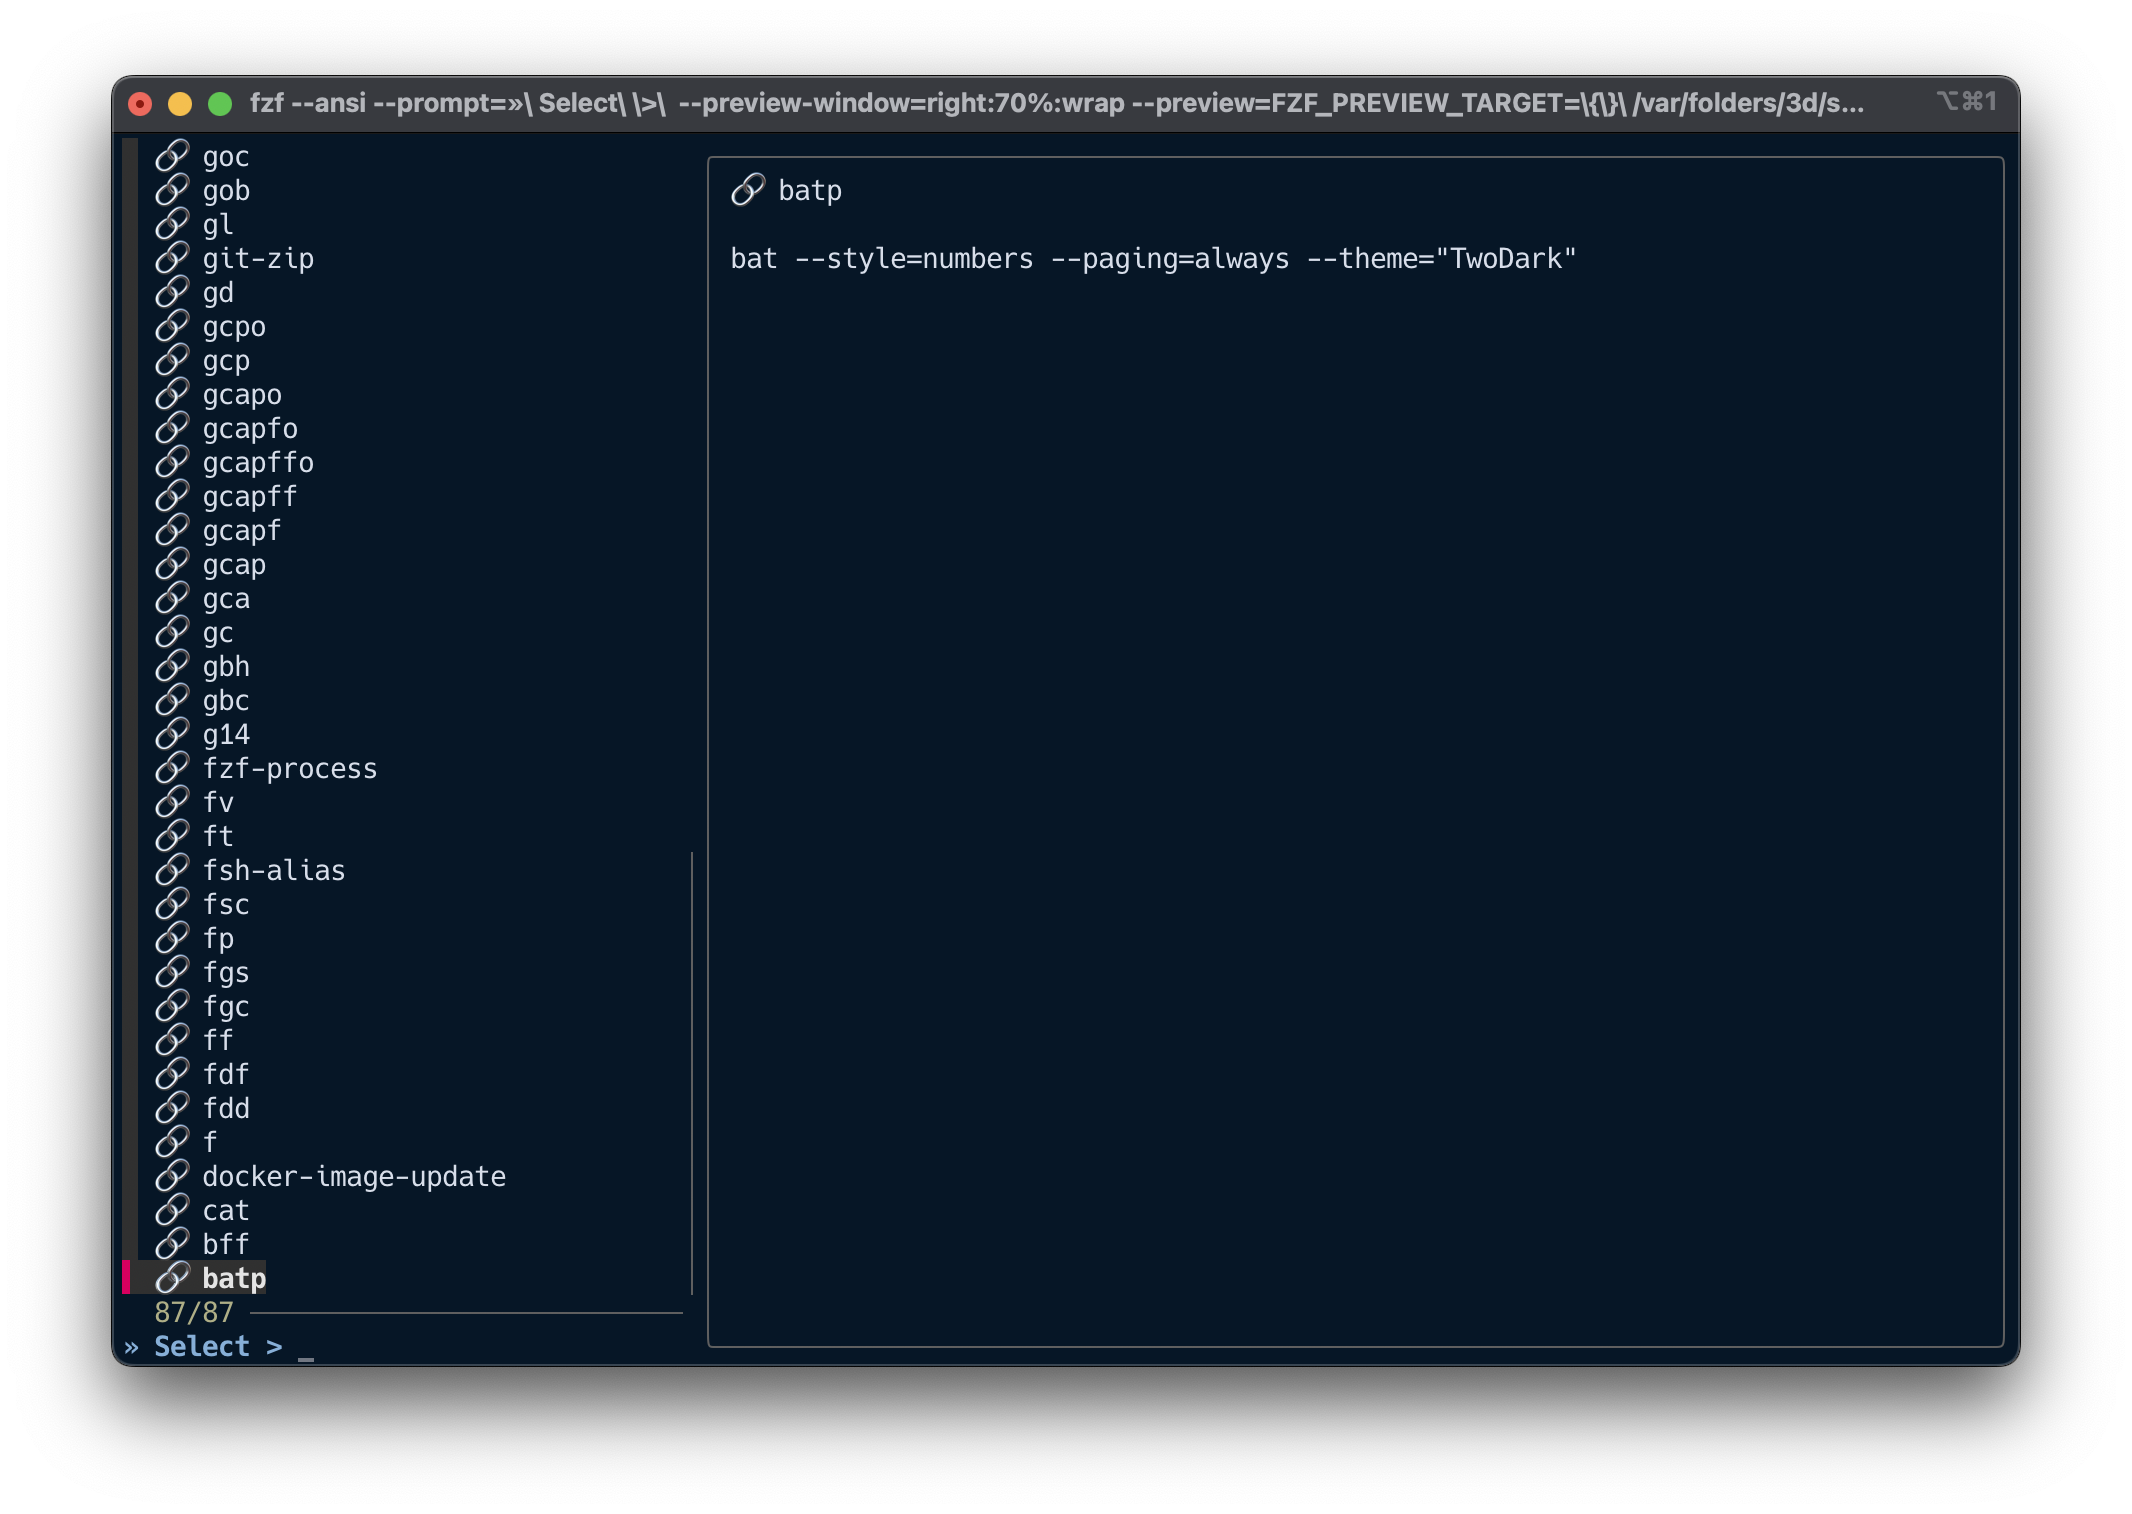 fzf --ansi --prompt=»\ Select\ \>\  --preview-window=right:70%:wrap --preview=FZF_PREVIEW_TARGET=\{\}\ /var/folders/3d/s...
⌥⌘1
🔗 goc
🔗 gob
🔗 gl
🔗 git-zip
🔗 gd
🔗 gcpo
🔗 gcp
🔗 gcapo
🔗 gcapfo
🔗 gcapffo
🔗 gcapff
🔗 gcapf
🔗 gcap
🔗 gca
🔗 gc
🔗 gbh
🔗 gbc
🔗 g14
🔗 fzf-process
🔗 fv
🔗 ft
🔗 fsh-alias
🔗 fsc
🔗 fp
🔗 fgs
🔗 fgc
🔗 ff
🔗 fdf
🔗 fdd
🔗 f
🔗 docker-image-update
🔗 cat
🔗 bff
🔗 batp
87/87
» Select > _
🔗 batp
bat --style=numbers --paging=always --theme="TwoDark"